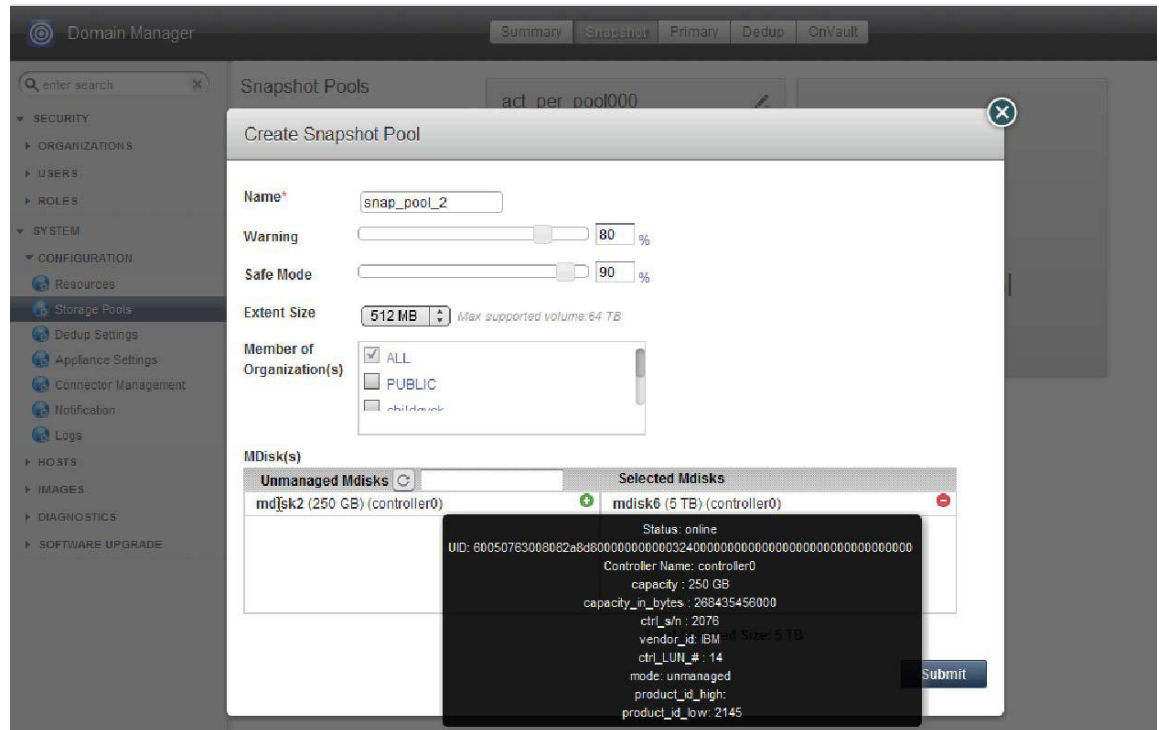 Domain Manager
Summary Snapshot Primary Dedup OnVault
enter search
Snapshot Pools
act_per_pool000
SECURITY
ORGANIZATIONS
USERS
ROLES
SYSTEM
CONFIGURATION
Resources
Storage Pools
Dedup Settings
Appliance Settings
Connector Management
Notification
Logs
HOSTS
IMAGES
DIAGNOSTICS
SOFTWARE UPGRADE
Create Snapshot Pool
Name* snap_pool_2
Warning 80 %
Safe Mode 90 %
Extent Size 512 MB Max supported volume:64 TB
Member of
Organization(s)
ALL
PUBLIC
MDisk(s)
Unmanaged Mdisks Selected Mdisks
mdisk2 (250 GB) (controller0) mdisk6 (5 TB) (controller0)
Status: online
UID: 60050763008082a8d800000000000324000000000000000000000000000000
Controller Name: controller0
capacity : 250 GB
capacity_in_bytes : 268435456000
ctrl_s/n : 2076
vendor_id: IBM
Size: 5 TB
ctrl_LUN_# : 14
mode: unmanaged
product_id_high:
product_id_low: 2145
Submit